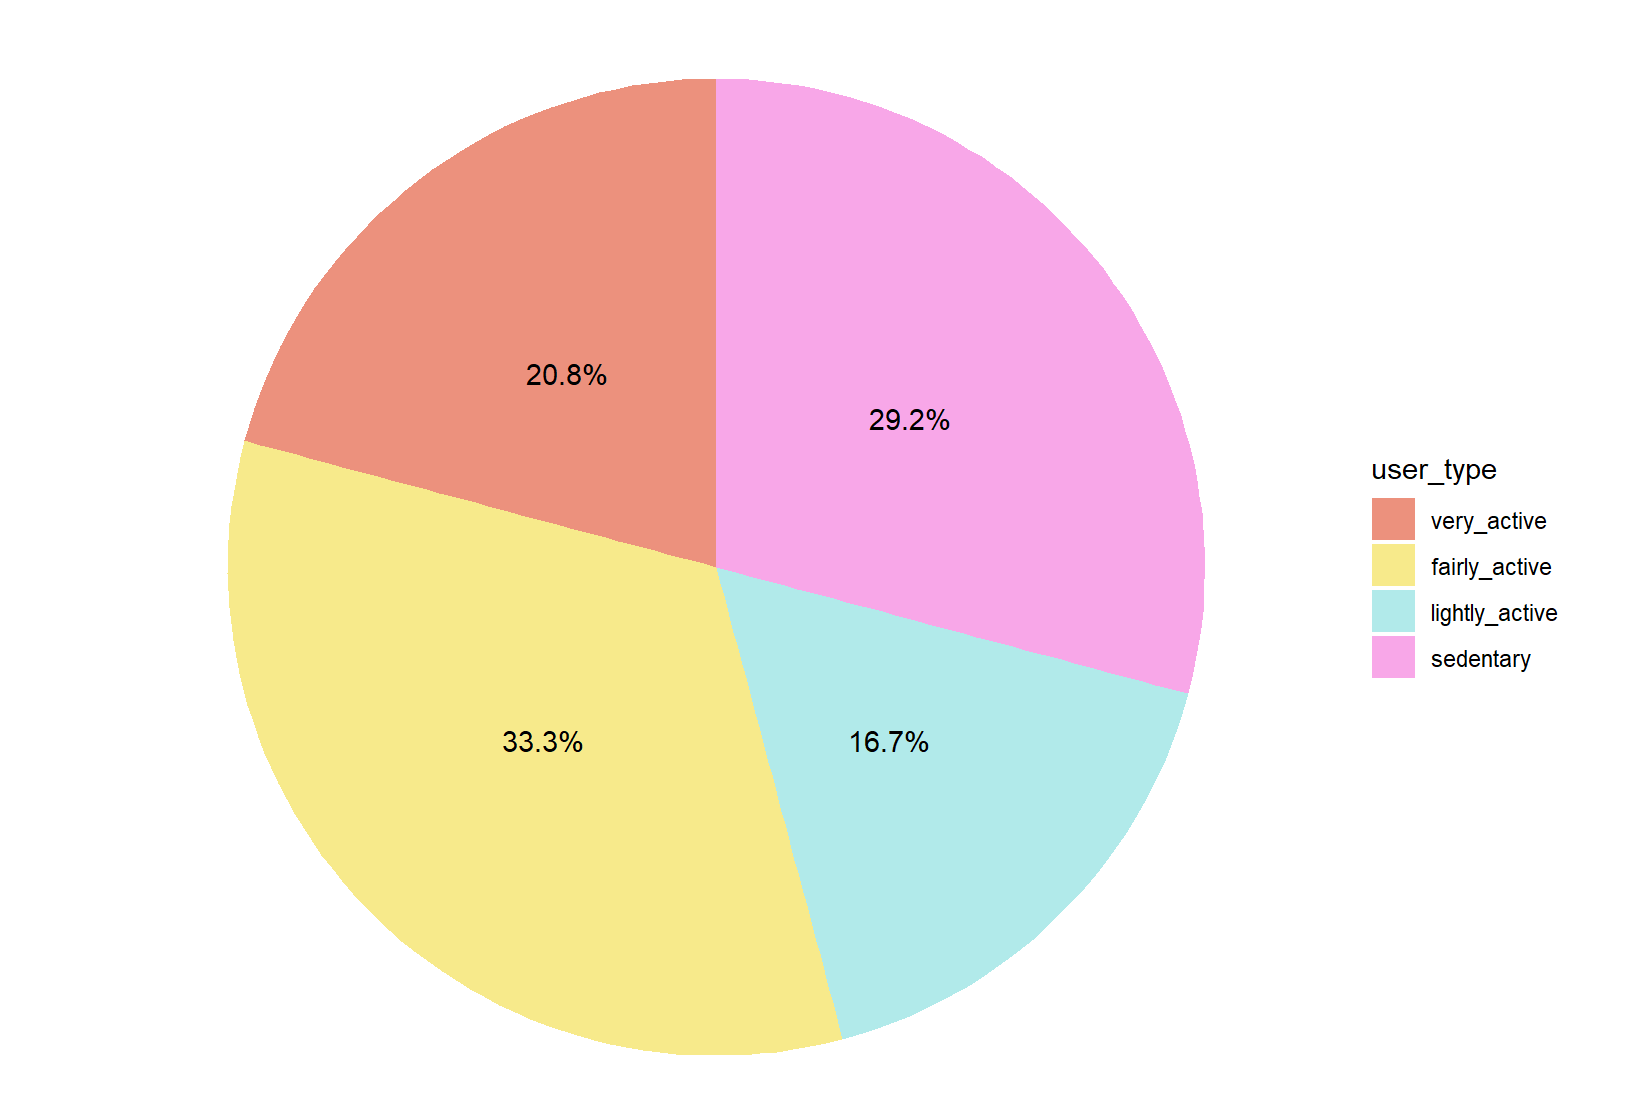 20.8%
29.2%
33.3%
16.7%
user_type
very_active
fairly_active
lightly_active
sedentary